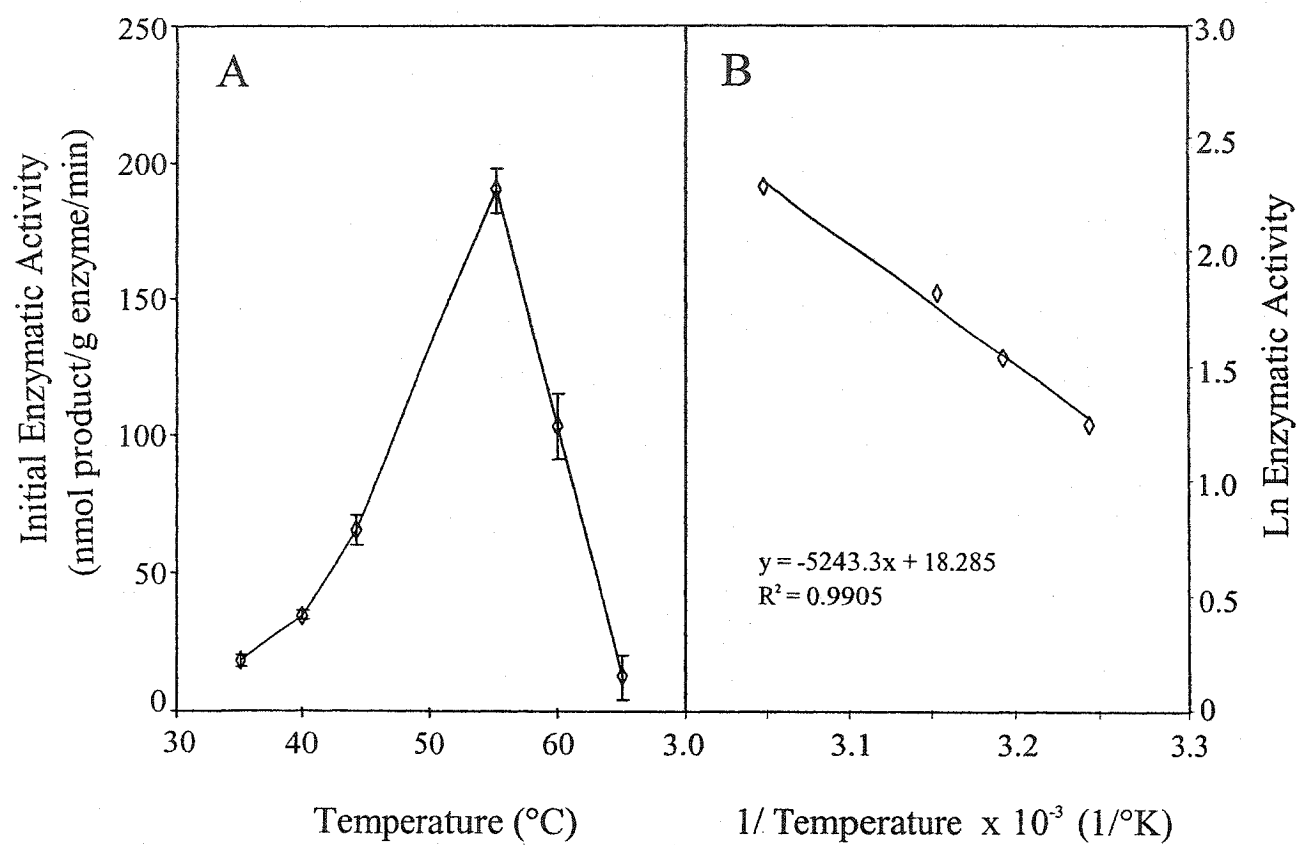 250
200
150
100
50
0
30
40
50
60
3.0
A
Initial Enzymatic Activity
(nmol product/g enzyme/min)
Temperature (°C)
B
y = -5243.3x + 18.285
R² = 0.9905
3.1
3.2
3.3
1/ Temperature x 10⁻³ (1/°K)
3.0
2.5
2.0
1.5
1.0
0.5
0
Ln Enzymatic Activity